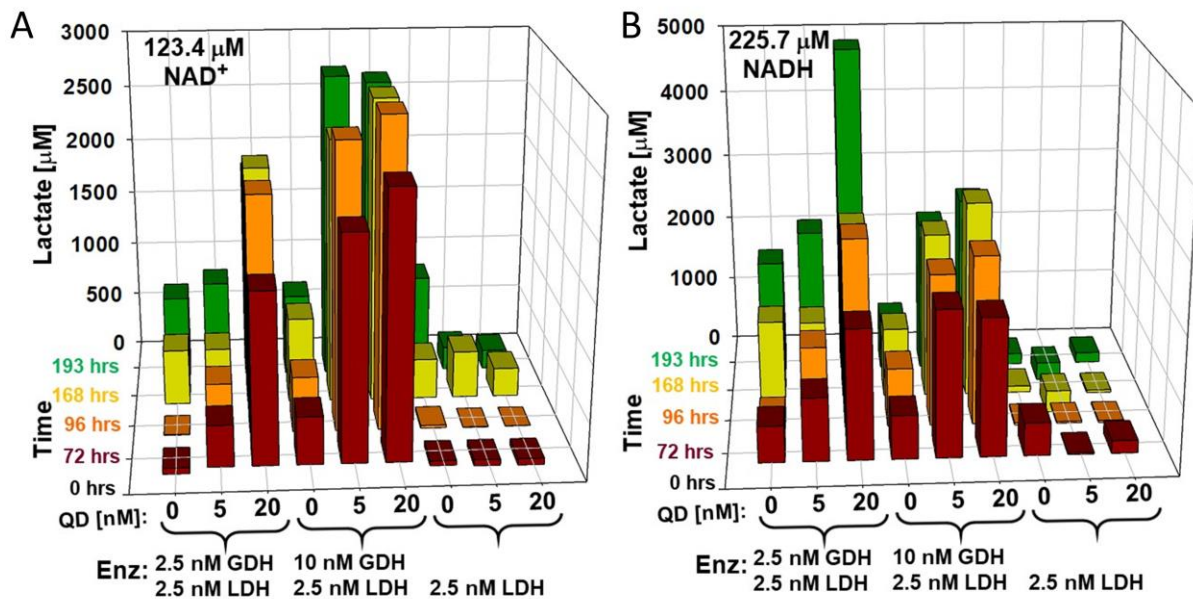 A
123.4 μM
NAD+
Lactate [μM]
3000
2500
2000
1500
1000
500
0
Time
193 hrs
168 hrs
96 hrs
72 hrs
0 hrs
QD [nM]: 0 5 20 0 5 20 0 5 20
Enz: 2.5 nM GDH 10 nM GDH
2.5 nM LDH 2.5 nM LDH 2.5 nM LDH
B
225.7 μM
NADH
Lactate [μM]
5000
4000
3000
2000
1000
0
Time
193 hrs
168 hrs
96 hrs
72 hrs
0 hrs
QD [nM]: 0 5 20 0 5 20 0 5 20
Enz: 2.5 nM GDH 10 nM GDH
2.5 nM LDH 2.5 nM LDH 2.5 nM LDH